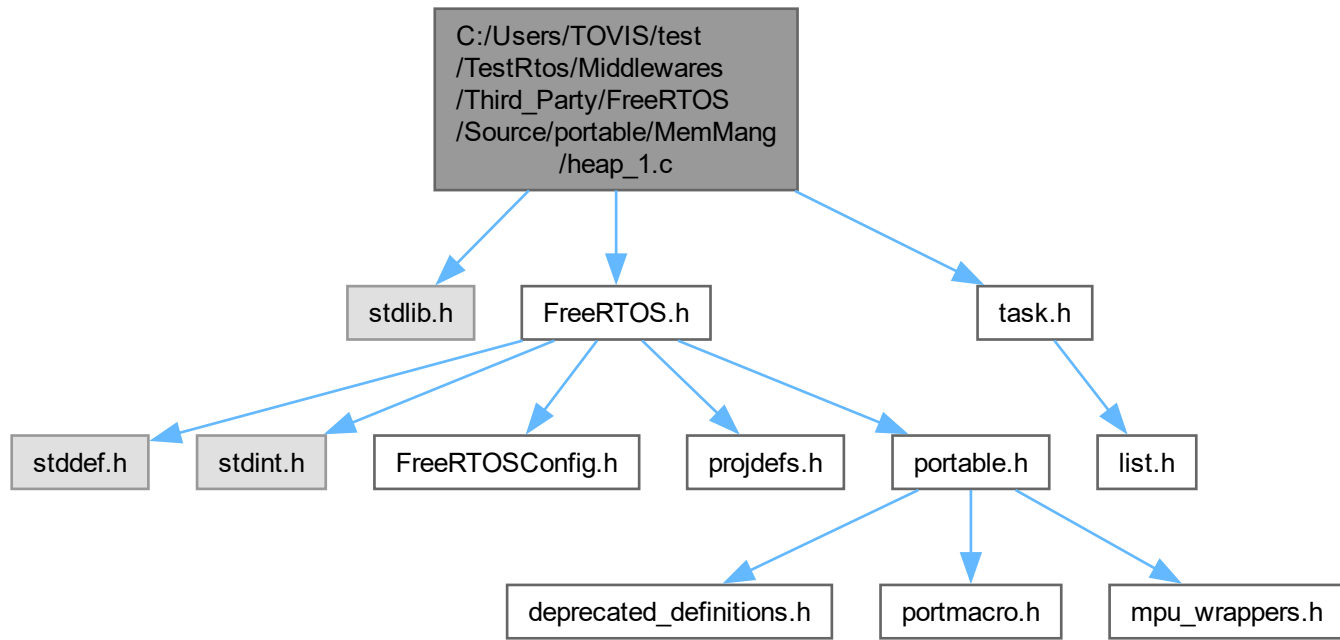 C:/Users/TOVIS/test
/TestRtos/Middlewares
/Third_Party/FreeRTOS
/Source/portable/MemMang
/heap_1.c
stdlib.h
FreeRTOS.h
task.h
stddef.h
stdint.h
FreeRTOSConfig.h
projdefs.h
portable.h
list.h
deprecated_definitions.h
portmacro.h
mpu_wrappers.h